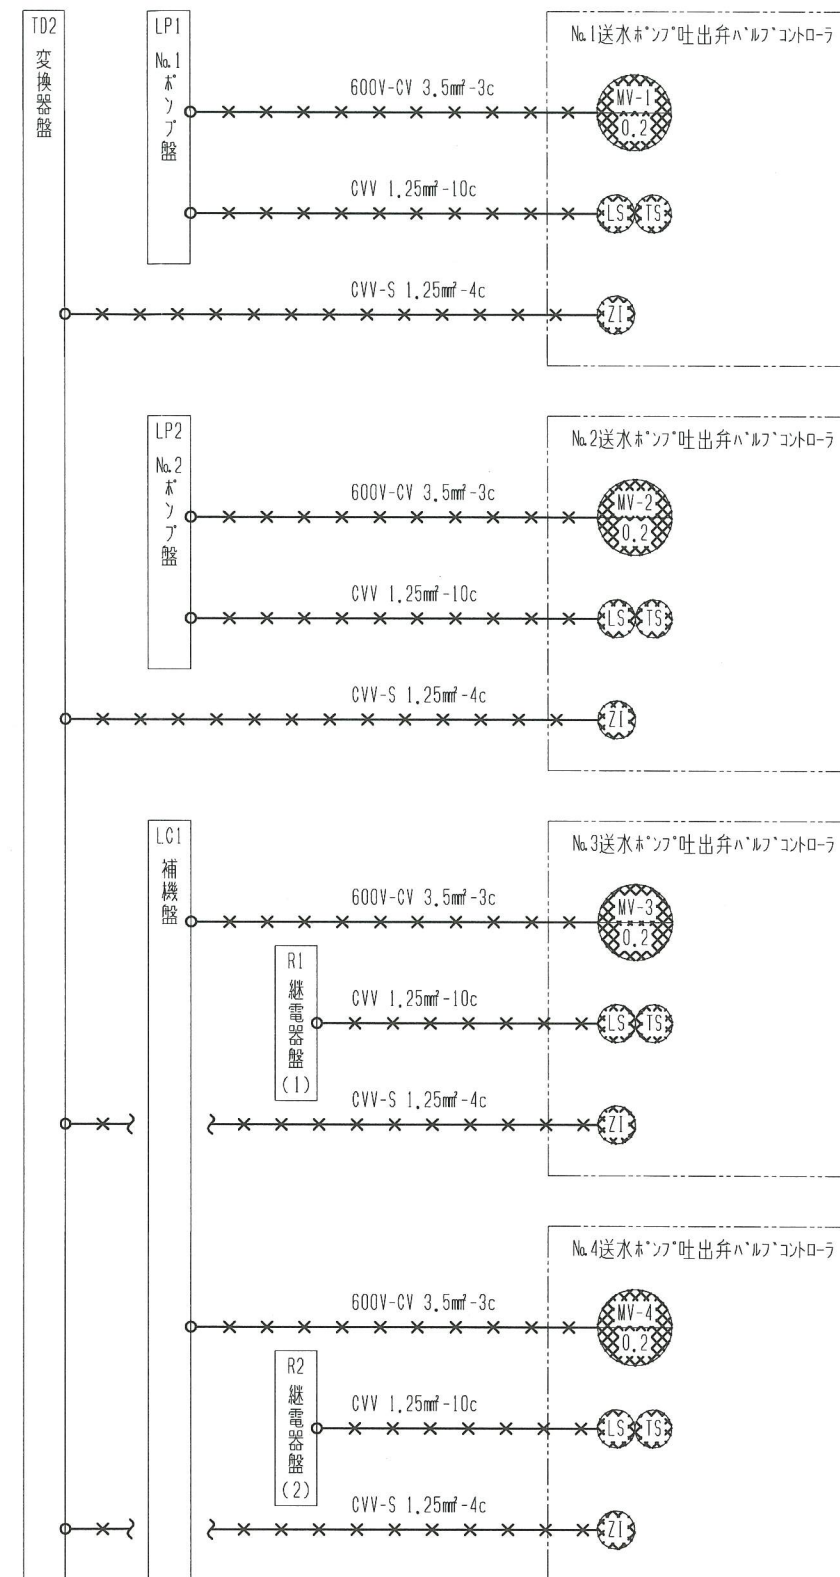 TD2
変換器盤
LP1
No.1ポンプ盤
No.1送水ポンプ吐出弁バルブコントローラ
600V-CV 3.5mm²-3c
MV-1
0.2
CVV 1.25mm²-10c
LS TS
CVV-S 1.25mm²-4c
ZI
LP2
No.2ポンプ盤
No.2送水ポンプ吐出弁バルブコントローラ
600V-CV 3.5mm²-3c
MV-2
0.2
CVV 1.25mm²-10c
LS TS
CVV-S 1.25mm²-4c
ZI
LC1
補機盤
No.3送水ポンプ吐出弁バルブコントローラ
600V-CV 3.5mm²-3c
MV-3
0.2
R1
継電器盤
(1)
CVV 1.25mm²-10c
LS TS
CVV-S 1.25mm²-4c
ZI
No.4送水ポンプ吐出弁バルブコントローラ
600V-CV 3.5mm²-3c
MV-4
0.2
R2
継電器盤
(2)
CVV 1.25mm²-10c
LS TS
CVV-S 1.25mm²-4c
ZI